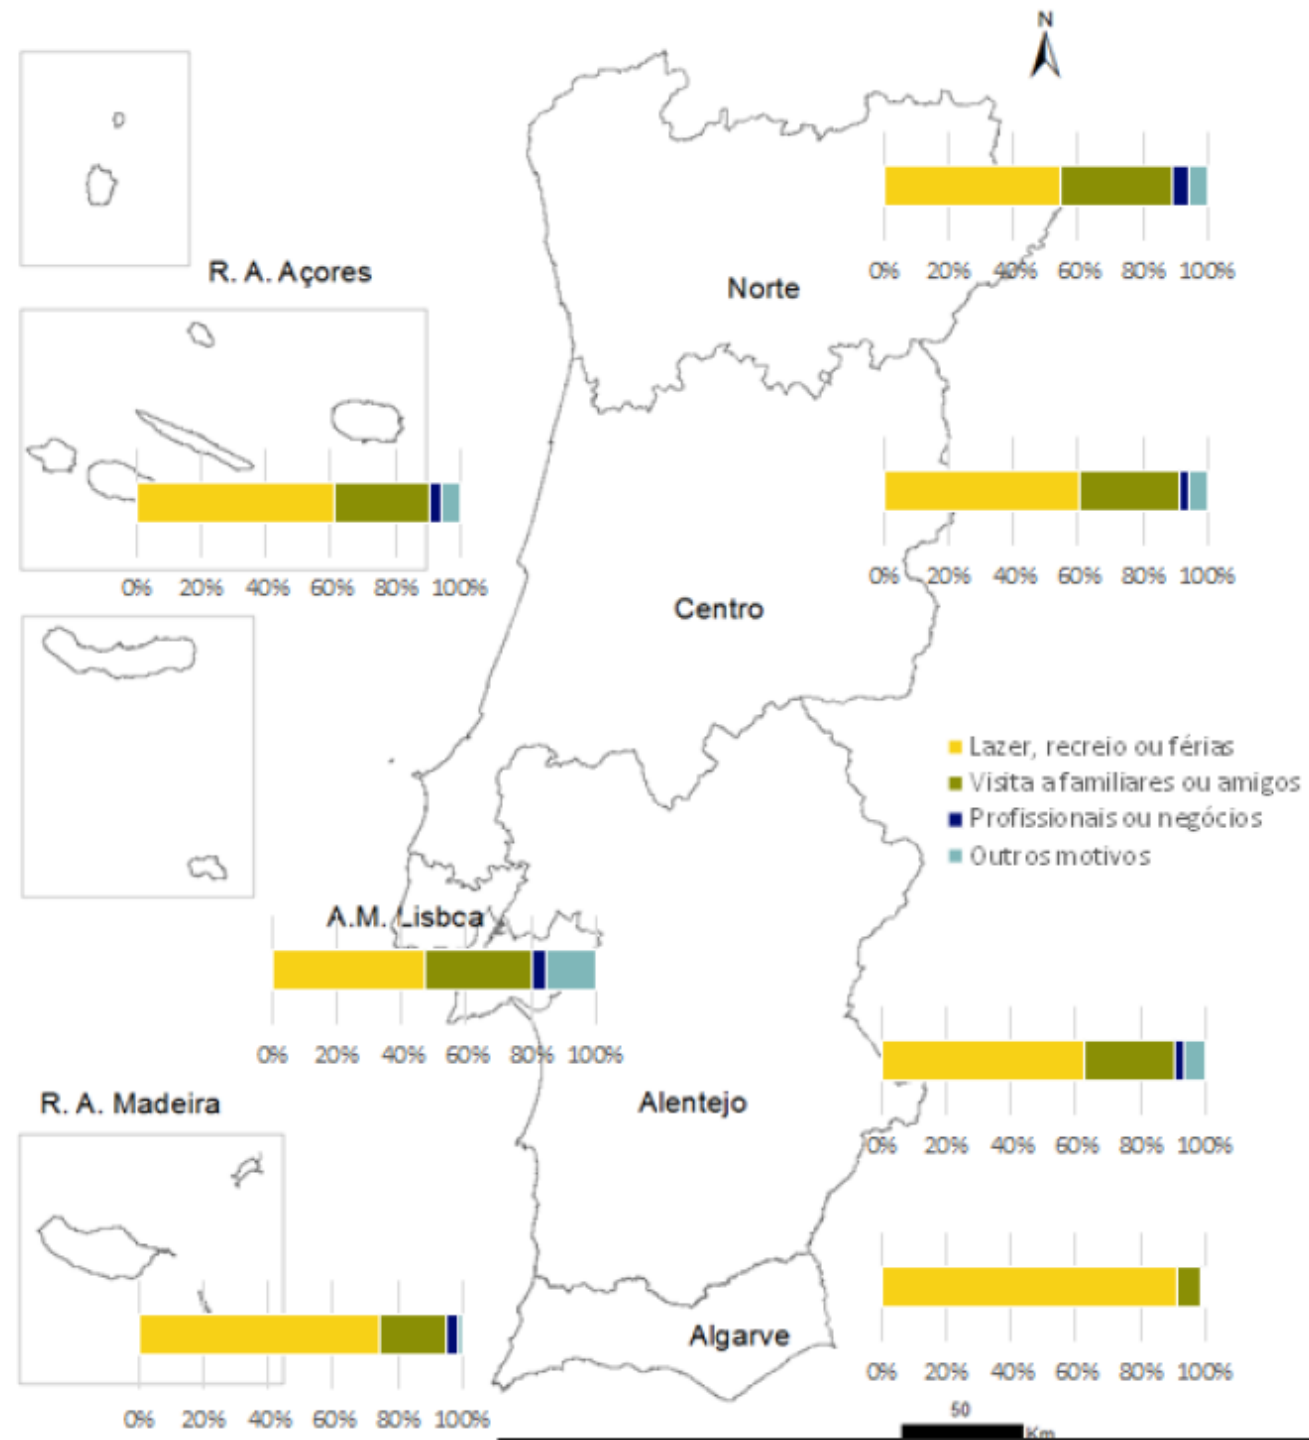 N
R. A. Açores
0% 20% 40% 60% 80% 100%
Norte
0% 20% 40% 60% 80% 100%
0% 20% 40% 60% 80% 100%
Centro
Lazer, recreio ou férias
Visita a familiares ou amigos
Profissionais ou negócios
Outros motivos
A.M. Lisboa
0% 20% 40% 60% 80% 100%
R. A. Madeira
Alentejo
0% 20% 40% 60% 80% 100%
Algarve
0% 20% 40% 60% 80% 100%
0% 20% 40% 60% 80% 100%
50
Km